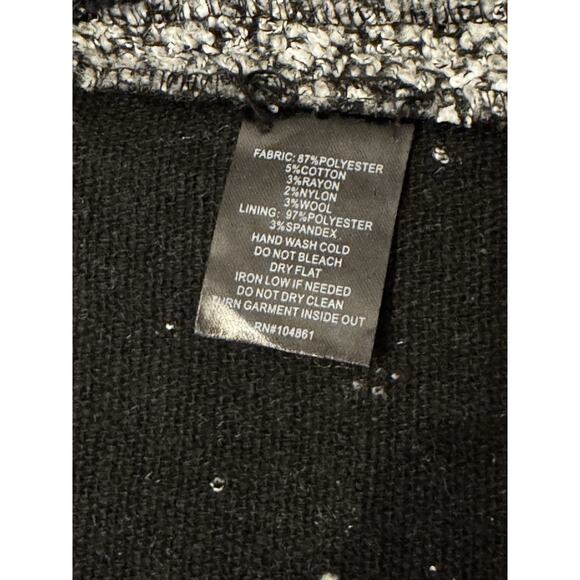 FABRIC: 87%POLYESTER
5%COTTON
3%RAYON
2%NYLON
3%WOOL
LINING: 97%POLYESTER
3%SPANDEX
HAND WASH COLD
DO NOT BLEACH
DRY FLAT
IRON LOW IF NEEDED
DO NOT DRY CLEAN
TURN GARMENT INSIDE OUT
RN#104861